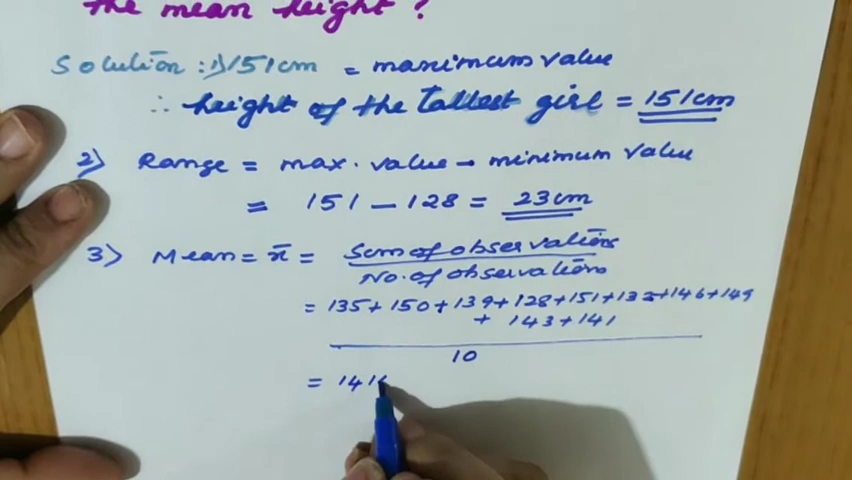 the mean height?
Solution: 1) 151cm = maximum value
∴ height of the Tallest girl = 151cm
2) Range = max. value - minimum value
= 151 - 128 = 23cm
3) Mean = x̄ = Sum of observations
No. of observations
= 135 + 150 + 139 + 128 + 151 + 132 + 146 + 149
+ 143 + 141
10
= 141